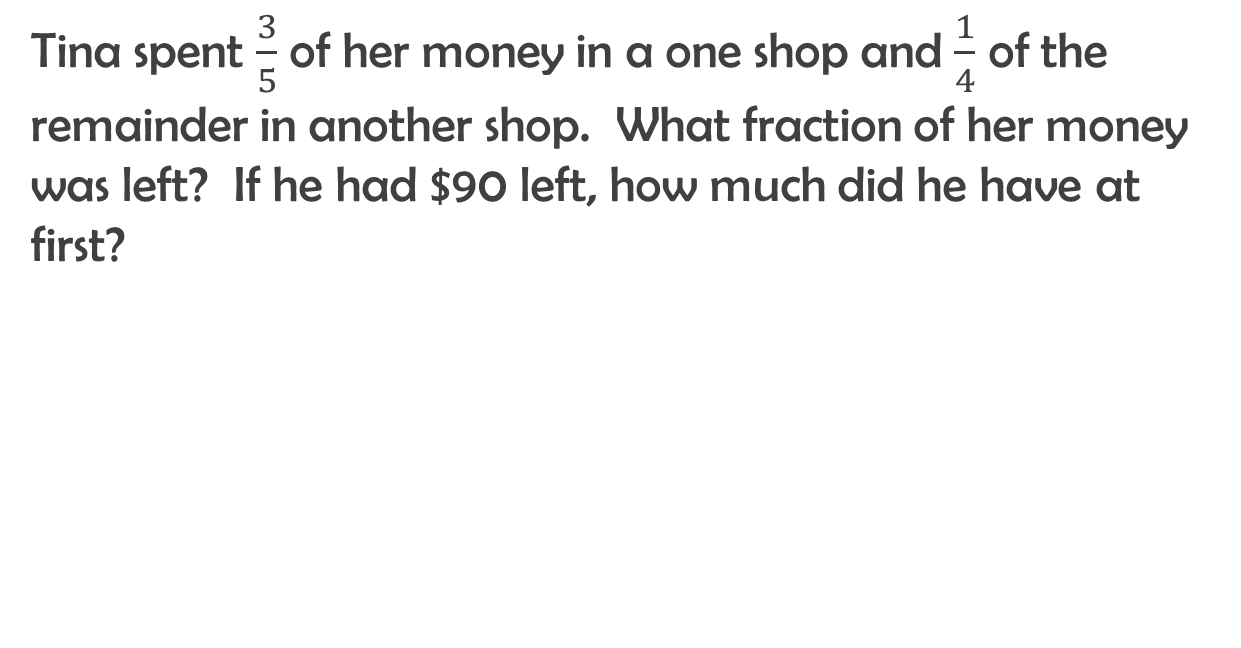 Tina spent 3/5 of her money in a one shop and 1/4 of the
remainder in another shop.  What fraction of her money
was left?  If he had $90 left, how much did he have at
first?